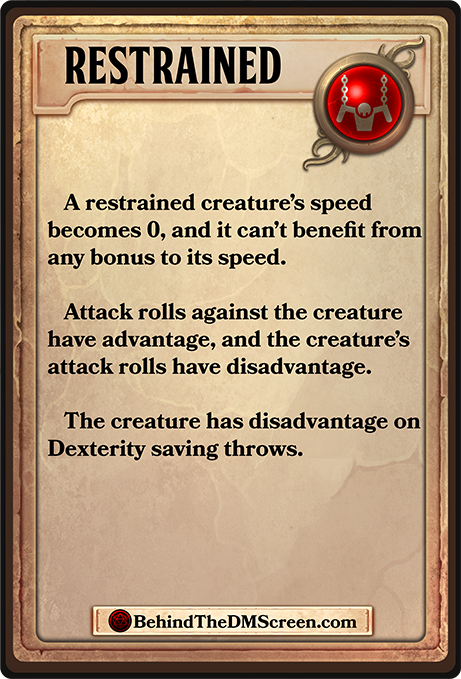 RESTRAINED
A restrained creature's speed
becomes 0, and it can't benefit from
any bonus to its speed.
Attack rolls against the creature
have advantage, and the creature's
attack rolls have disadvantage.
The creature has disadvantage on
Dexterity saving throws.
BehindTheDMScreen.com